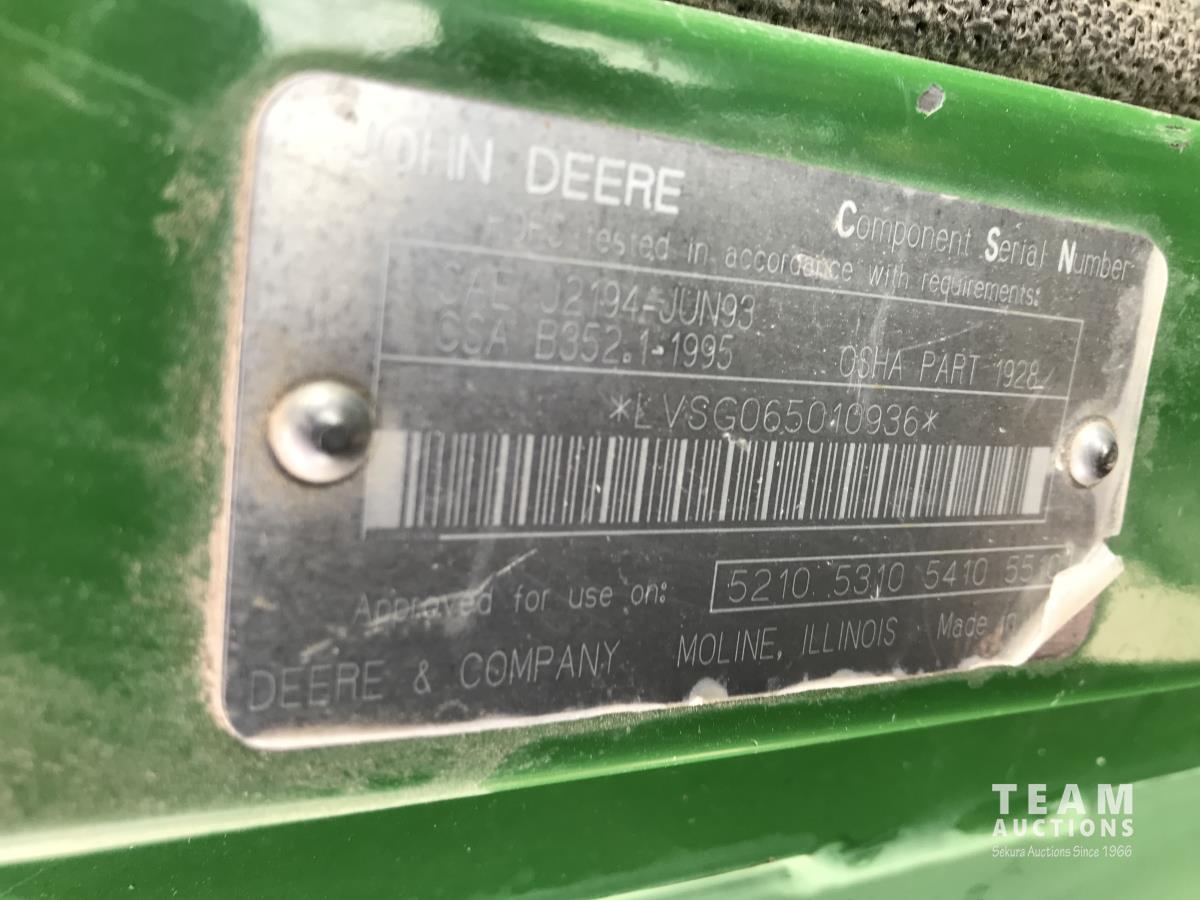 JOHN DEERE
Component Serial Number
ROPS tested in accordance with requirements:
SAE J2194-JUN93
CSA B352.1-1995 OSHA PART 1928
*LVSG065010936*
Approved for use on: 5210 5310 5410
DEERE & COMPANY MOLINE, ILLINOIS Made
TEAM
AUCTIONS
Sekura Auctions Since 1966